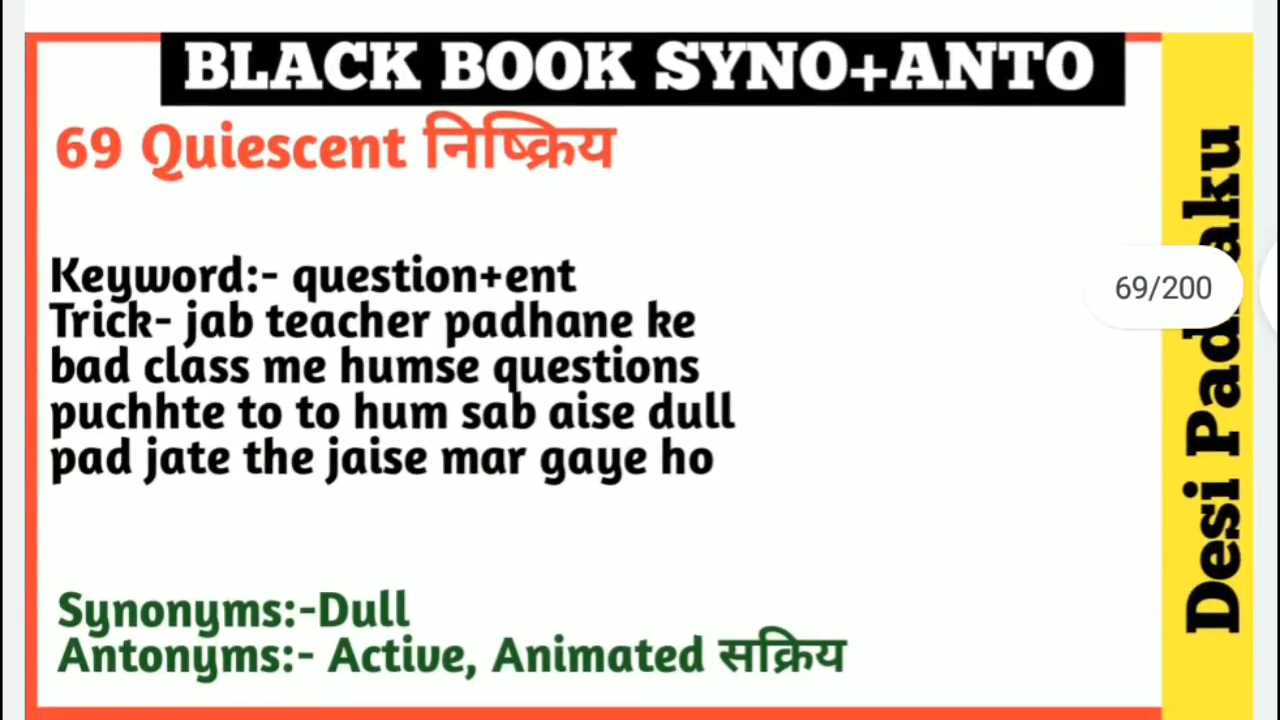 BLACK BOOK SYNO+ANTO
69 Quiescent निष्क्रिय
Keyword:- question+ent
Trick- jab teacher padhane ke
bad class me humse questions
puchhte to to hum sab aise dull
pad jate the jaise mar gaye ho
Synonyms:-Dull
Antonyms:- Active, Animated सक्रिय
69/200
Desi Padhaku